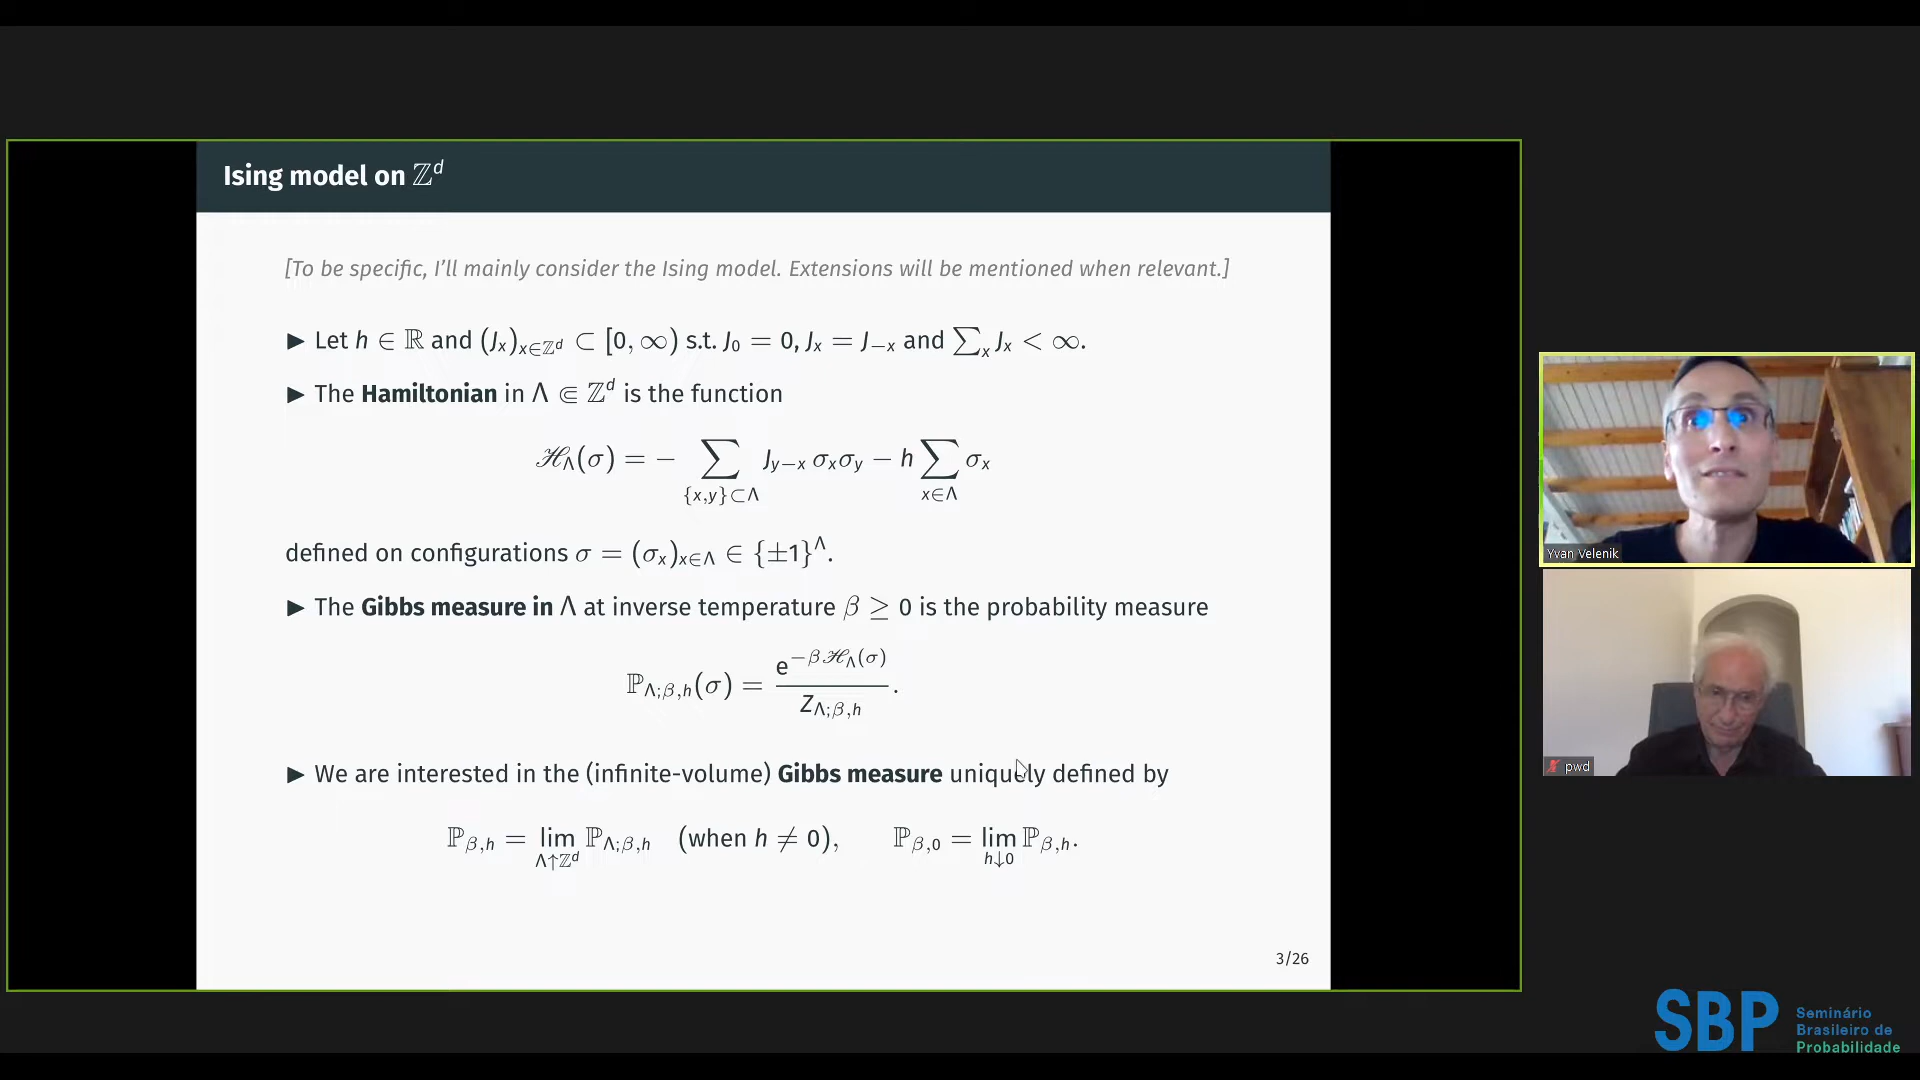 Ising model on ℤ^d
[To be specific, I'll mainly consider the Ising model. Extensions will be mentioned when relevant.]
▶ Let h ∈ ℝ and (J_x)_{x∈ℤ^d} ⊂ [0, ∞) s.t. J_0 = 0, J_x = J_{−x} and ∑_x J_x < ∞.
▶ The Hamiltonian in Λ ⋐ ℤ^d is the function
ℋ_Λ(σ) = − ∑_{{x,y}⊂Λ} J_{y−x} σ_xσ_y − h ∑_{x∈Λ} σ_x
defined on configurations σ = (σ_x)_{x∈Λ} ∈ {±1}^Λ.
▶ The Gibbs measure in Λ at inverse temperature β ≥ 0 is the probability measure
ℙ_{Λ;β,h}(σ) = e^{−βℋ_Λ(σ)} / Z_{Λ;β,h}.
▶ We are interested in the (infinite-volume) Gibbs measure uniquely defined by
ℙ_{β,h} = lim_{Λ↑ℤ^d} ℙ_{Λ;β,h} (when h ≠ 0), ℙ_{β,0} = lim_{h↓0} ℙ_{β,h}.
3/26
Yvan Velenik
pwd
SBP
Seminário
Brasileiro de
Probabilidade